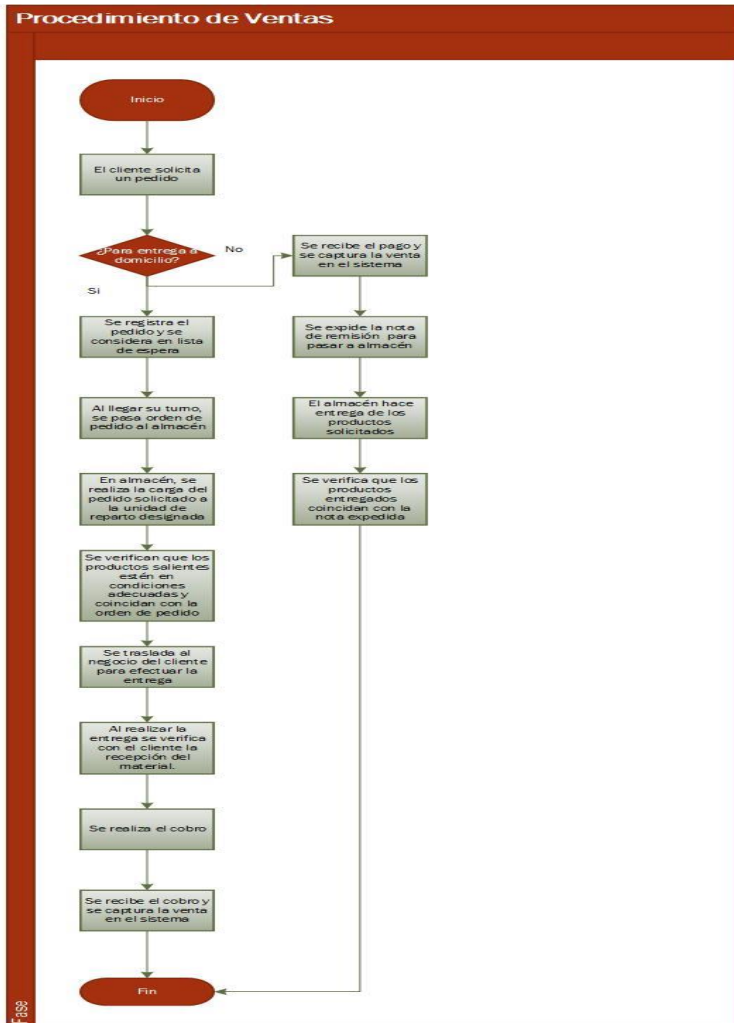 Procedimiento de Ventas
Inicio
El cliente solicita
un pedido
¿Para entrega a
domicilio?
No
Si
Se registra el
pedido y se
considera en lista
de espera
Al llegar su turno,
se pasa orden de
pedido al almacén
En almacén, se
realiza la carga del
pedido solicitado a
la unidad de
reparto designada
Se verifican que los
productos salientes
estén en
condiciones
adecuadas y
coincidan con la
orden de pedido
Se traslada al
negocio del cliente
para efectuar la
entrega
Al realizar la
entrega se verifica
con el cliente la
recepción del
material.
Se realiza el cobro
Se recibe el cobro y
se captura la venta
en el sistema
Se recibe el pago y
se captura la venta
en el sistema
Se expide la nota
de remisión para
pasar a almacén
El almacén hace
entrega de los
productos
solicitados
Se verifica que los
productos
entregados
coincidan con la
nota expedida
Fin
Fase